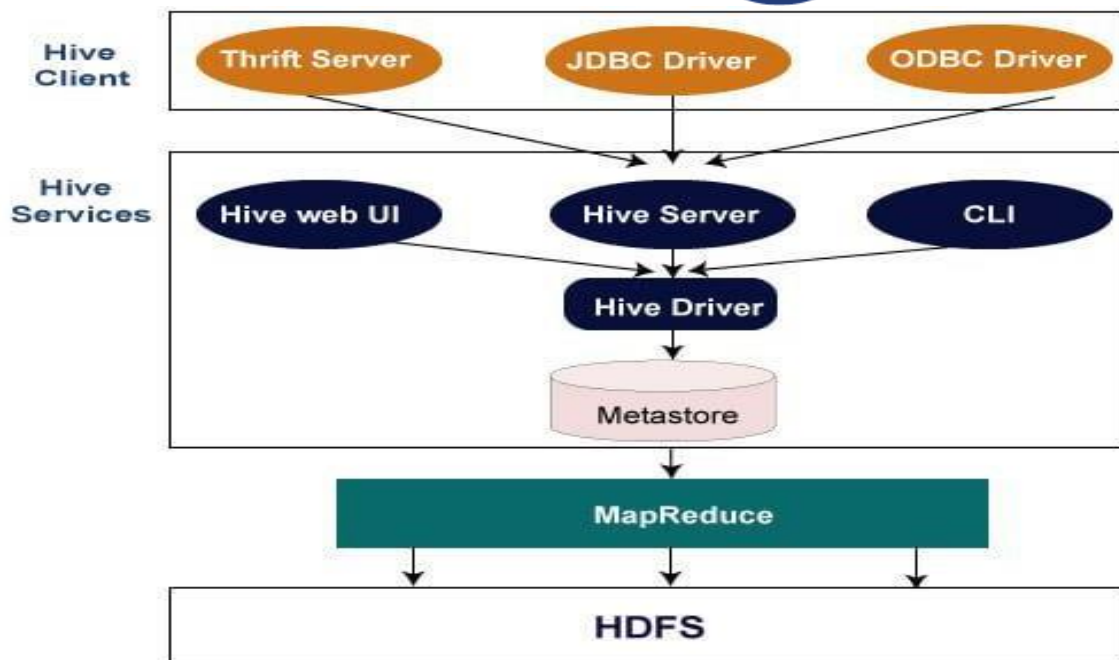 Hive
Client
Thrift Server
JDBC Driver
ODBC Driver
Hive
Services
Hive web UI
Hive Server
CLI
Hive Driver
Metastore
MapReduce
HDFS